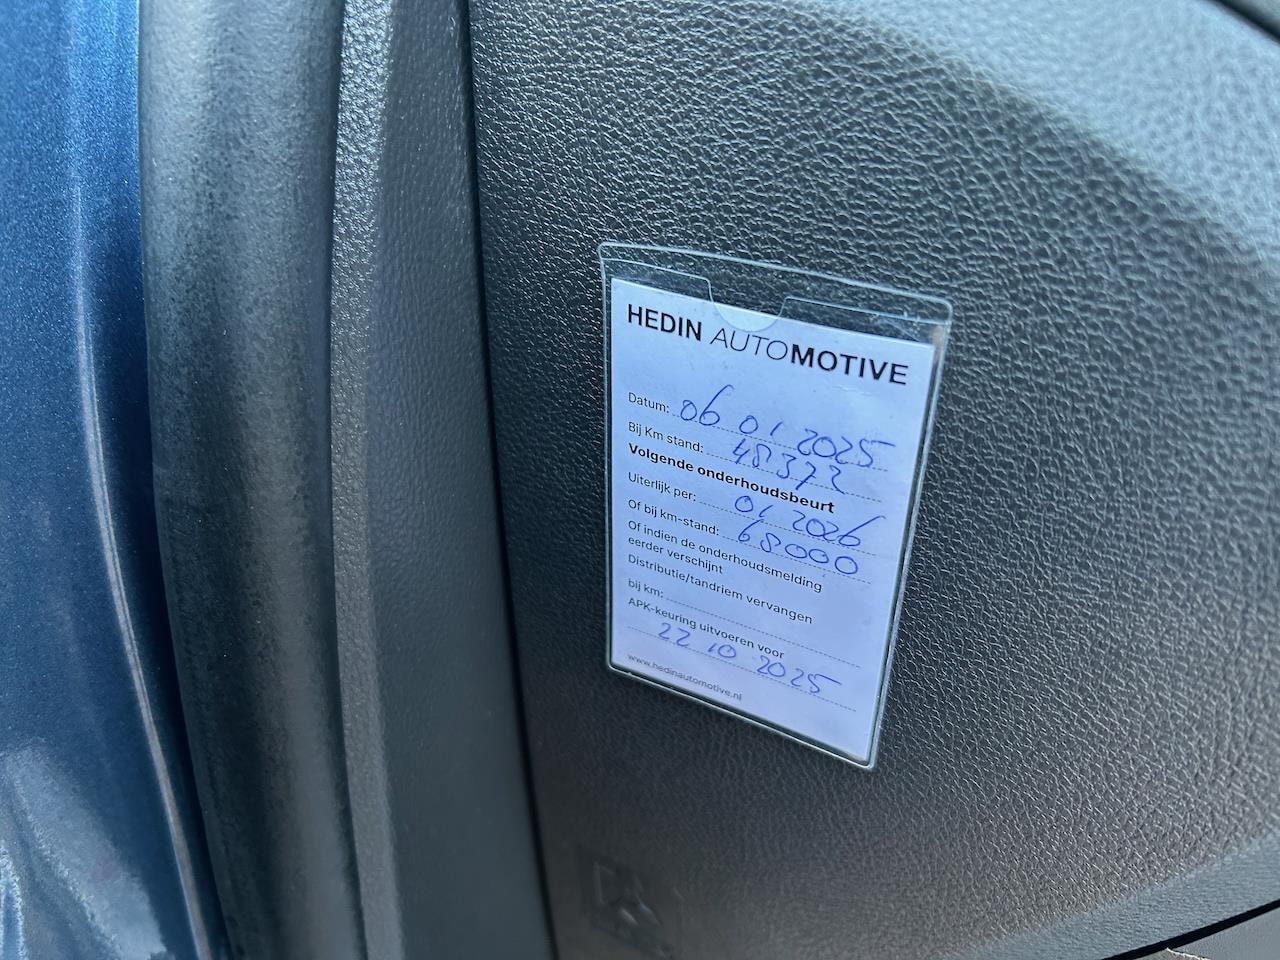 HEDIN AUTOMOTIVE
Datum: 06 01 2025
Bij Km stand: 48372
Volgende onderhoudsbeurt
Uiterlijk per: 01 2026
Of bij km-stand: 68000
Of indien de onderhoudsmelding
eerder verschijnt
Distributie/tandriem vervangen
bij km:
APK-keuring uitvoeren voor
22 10 2025
www.hedinautomotive.nl